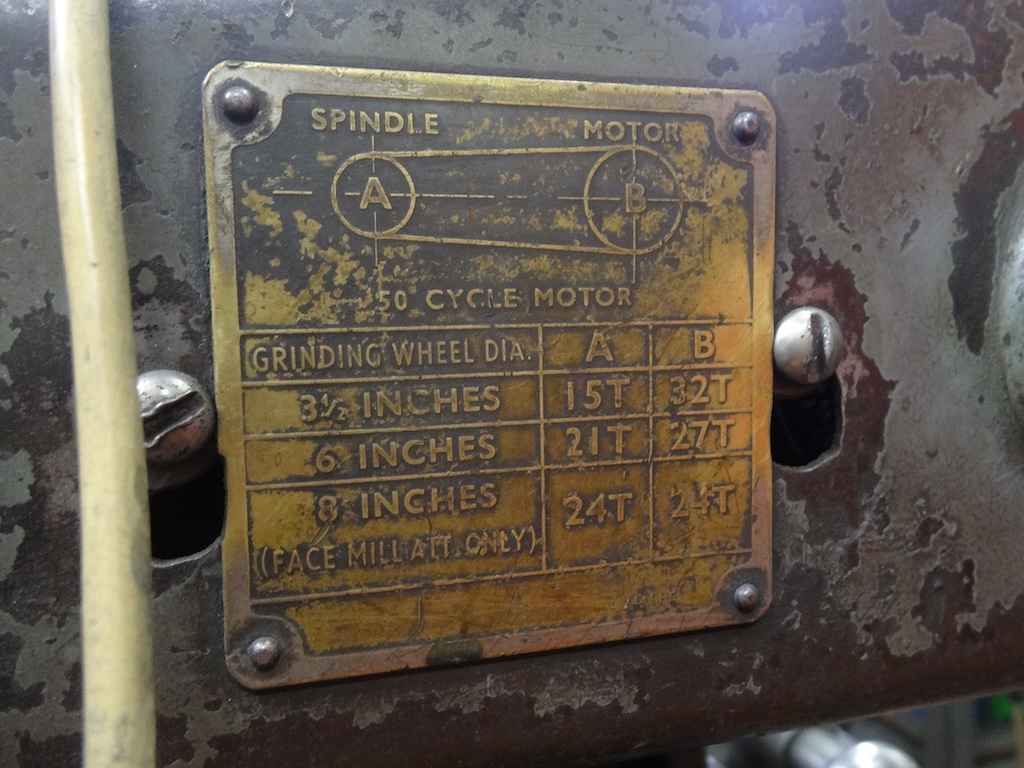 SPINDLE MOTOR
A B
50 CYCLE MOTOR
GRINDING WHEEL DIA. A B
3½ INCHES 15T 32T
6 INCHES 21T 27T
8 INCHES 24T 24T
(FACE MILL ATT. ONLY)